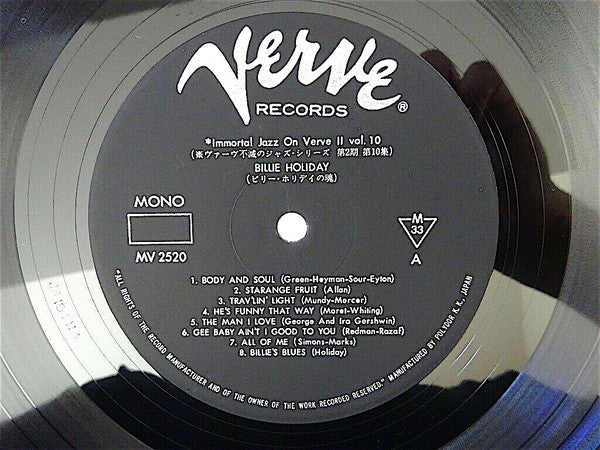 Verve
RECORDS ®
*Immortal Jazz On Verve II vol. 10
(※ヴァーヴ不滅のジャズ・シリーズ 第2期 第10集)
BILLIE HOLIDAY
(ビリー・ホリデイの魂)
MONO
MV 2520
M
33
A
1. BODY AND SOUL (Green-Heyman-Sour-Eyton)
2. STARANGE FRUIT (Allan)
3. TRAV'LIN' LIGHT (Mundy-Mercer)
4. HE'S FUNNY THAT WAY (Moret-Whiting)
5. THE MAN I LOVE (George And Ira Gershwin)
6. GEE BABY AIN'T I GOOD TO YOU (Redman-Razaf)
7. ALL OF ME (Simons-Marks)
8. BILLIE'S BLUES (Holiday)
"ALL RIGHTS OF THE RECORD MANUFACTURER AND OF THE OWNER OF THE WORK RECORDED RESERVED." MANUFACTURED BY POLYDOR K.K., JAPAN